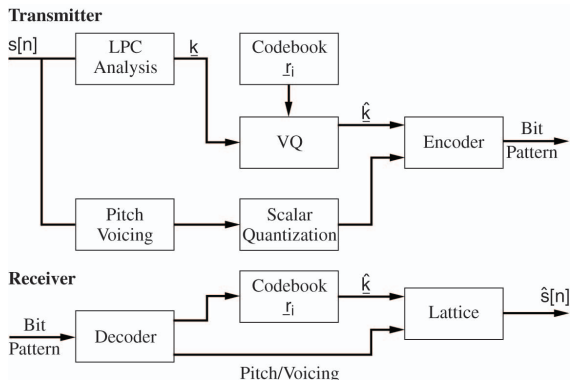 Transmitter
s[n]
LPC
Analysis
k
Codebook
r_i
VQ
k̂
Encoder
Bit
Pattern
Pitch
Voicing
Scalar
Quantization
Receiver
Bit
Pattern
Decoder
Codebook
r_i
k̂
Lattice
ŝ[n]
Pitch/Voicing